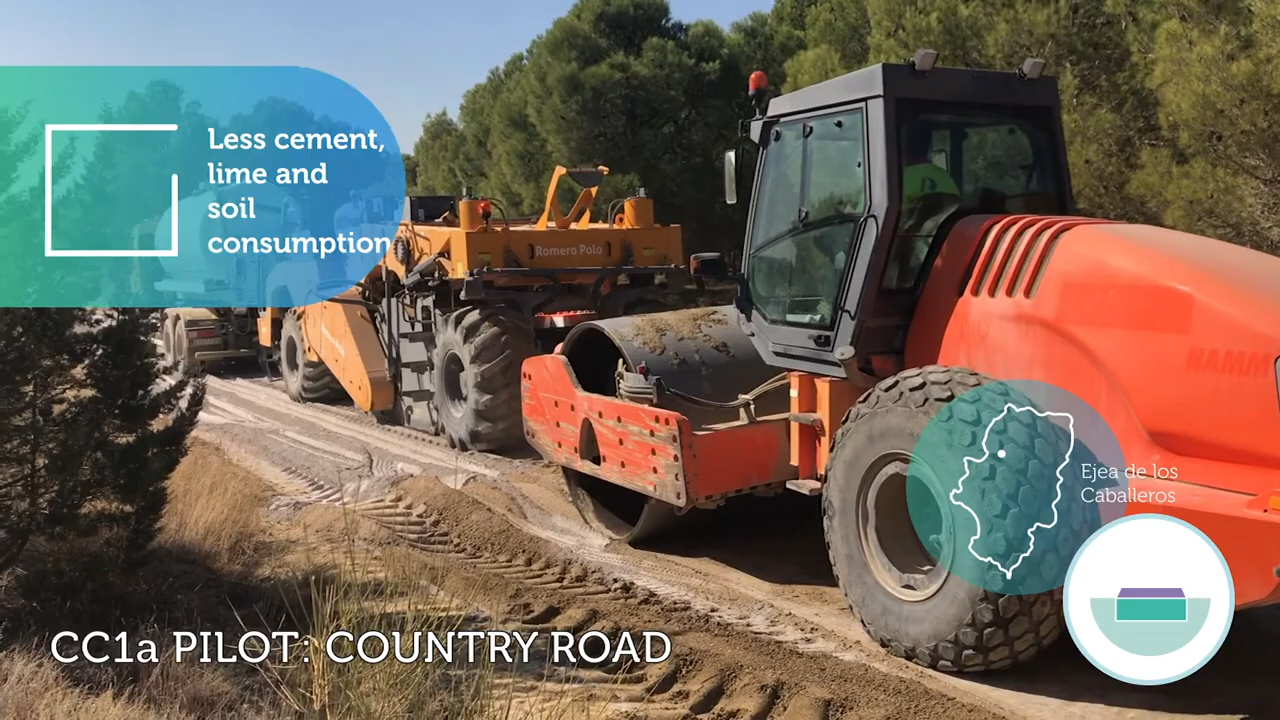 Less cement,
lime and
soil
consumption
Romero Polo
HAMM
Ejea de los
Caballeros
CC1a PILOT: COUNTRY ROAD